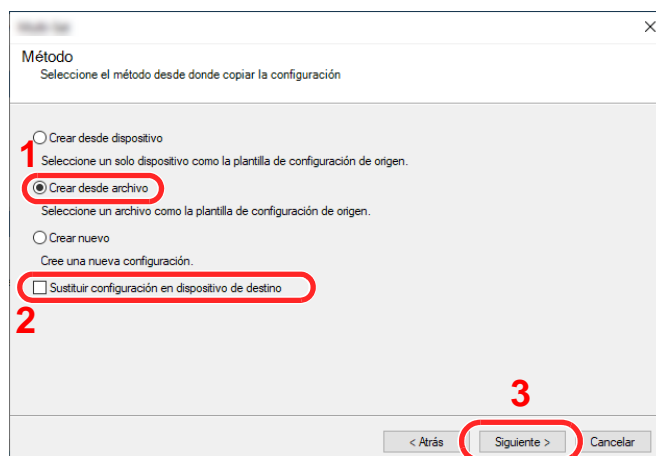 Método
Seleccione el método desde donde copiar la configuración
Crear desde dispositivo
1
Seleccione un solo dispositivo como la plantilla de configuración de origen.
Crear desde archivo
Seleccione un archivo como la plantilla de configuración de origen.
Crear nuevo
Cree una nueva configuración.
Sustituir configuración en dispositivo de destino
2
3
< Atrás Siguiente > Cancelar